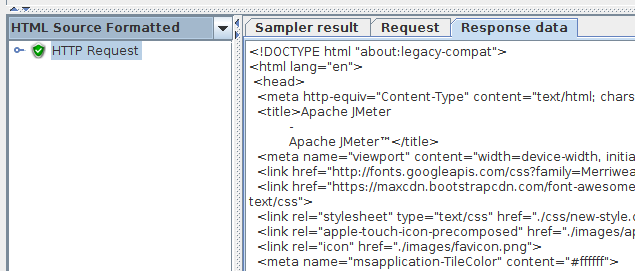 HTML Source Formatted
HTTP Request
Sampler result
Request
Response data
<!DOCTYPE html "about:legacy-compat">
<html lang="en">
<head>
<meta http-equiv="Content-Type" content="text/html; chars
<title>Apache JMeter
-
Apache JMeter™</title>
<meta name="viewport" content="width=device-width, initia
<link href="http://fonts.googleapis.com/css?family=Merriwea
<link href="https://maxcdn.bootstrapcdn.com/font-awesome
text/css">
<link rel="stylesheet" type="text/css" href="./css/new-style.c
<link rel="apple-touch-icon-precomposed" href="./images/ap
<link rel="icon" href="./images/favicon.png">
<meta name="msapplication-TileColor" content="#ffffff">